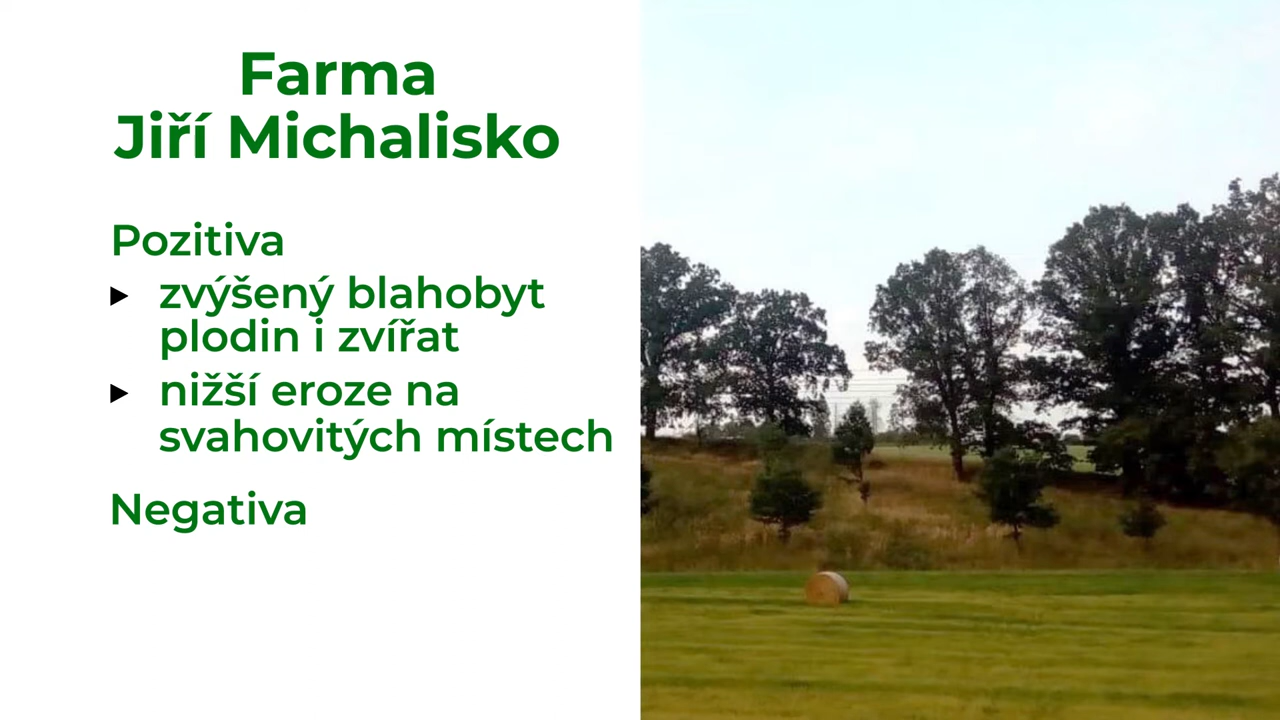 Farma
Jiří Michalisko
Pozitiva
▸ zvýšený blahobyt
plodin i zvířat
▸ nižší eroze na
svahovitých místech
Negativa